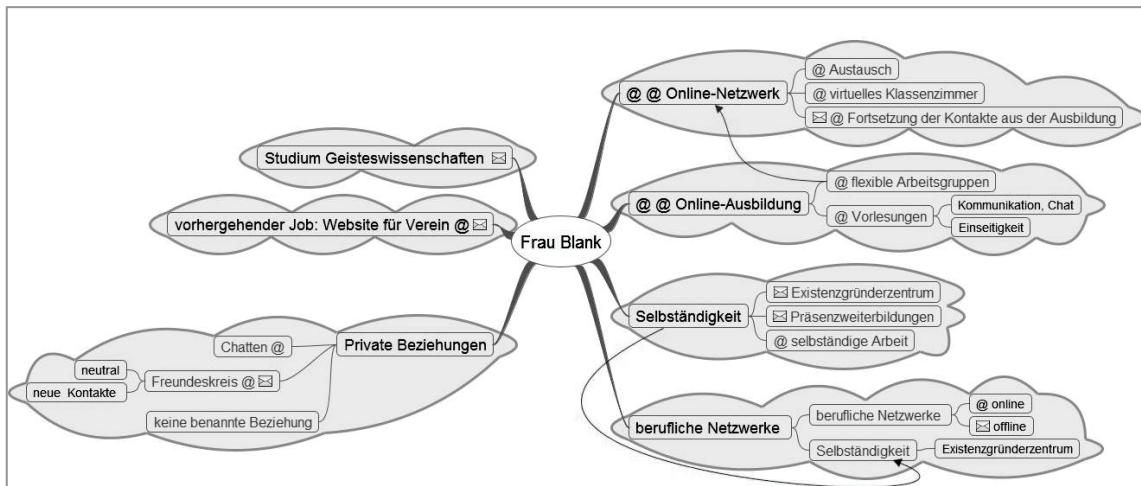 Frau Blank
@ @ Online-Netzwerk
@ Austausch
@ virtuelles Klassenzimmer
✉ @ Fortsetzung der Kontakte aus der Ausbildung
@ @ Online-Ausbildung
@ flexible Arbeitsgruppen
@ Vorlesungen
Kommunikation, Chat
Einseitigkeit
Selbständigkeit
✉ Existenzgründerzentrum
✉ Präsenzweiterbildungen
@ selbständige Arbeit
berufliche Netzwerke
berufliche Netzwerke
@ online
✉ offline
Selbständigkeit
Existenzgründerzentrum
Studium Geisteswissenschaften ✉
vorhergehender Job: Website für Verein @ ✉
Private Beziehungen
Chatten @
Freundeskreis @ ✉
neutral
neue Kontakte
keine benannte Beziehung